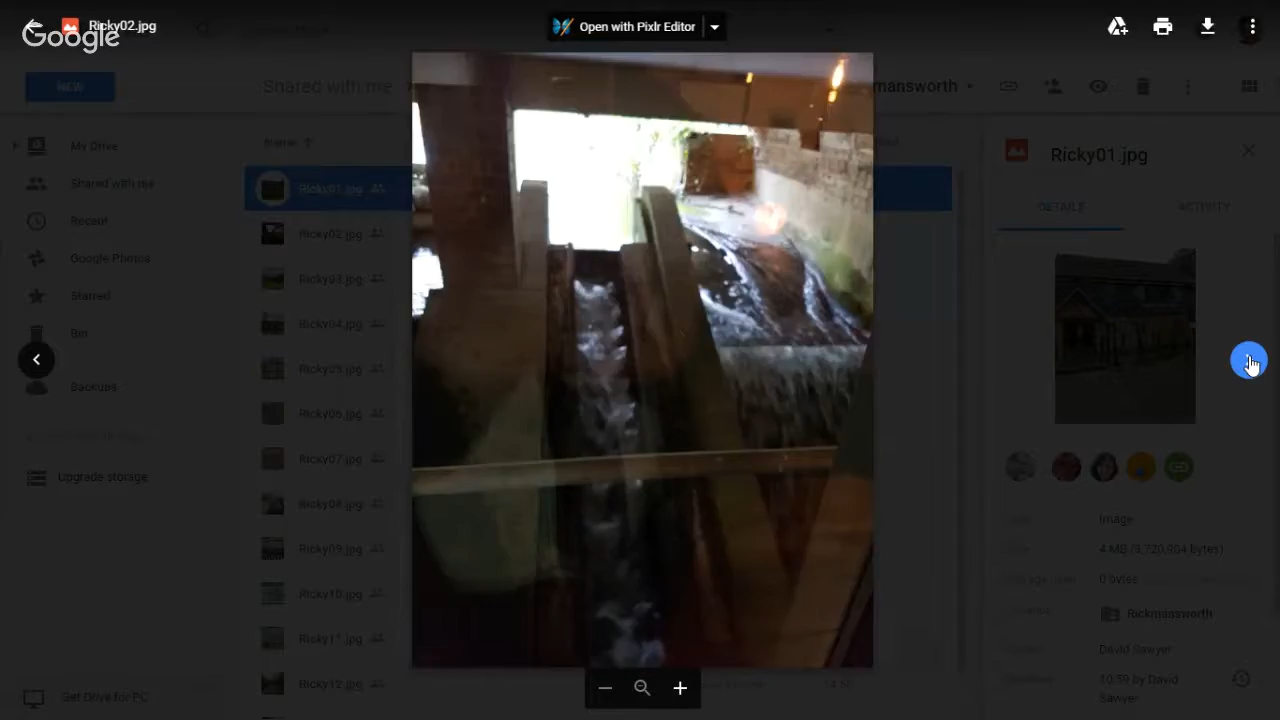 Google
Ricky02.jpg
Open with Pixlr Editor
NEW
Shared with me
mansworth
My Drive
Shared with me
Recent
Google Photos
Starred
Bin
Backups
Upgrade storage
Get Drive for PC
Name
Ricky01.jpg
Ricky02.jpg
Ricky03.jpg
Ricky04.jpg
Ricky05.jpg
Ricky06.jpg
Ricky07.jpg
Ricky08.jpg
Ricky09.jpg
Ricky10.jpg
Ricky11.jpg
Ricky12.jpg
Ricky01.jpg
DETAILS
ACTIVITY
Image
4 MB (3,720,904 bytes)
0 bytes
Rickmansworth
David Sawyer
10:59 by David
Sawyer